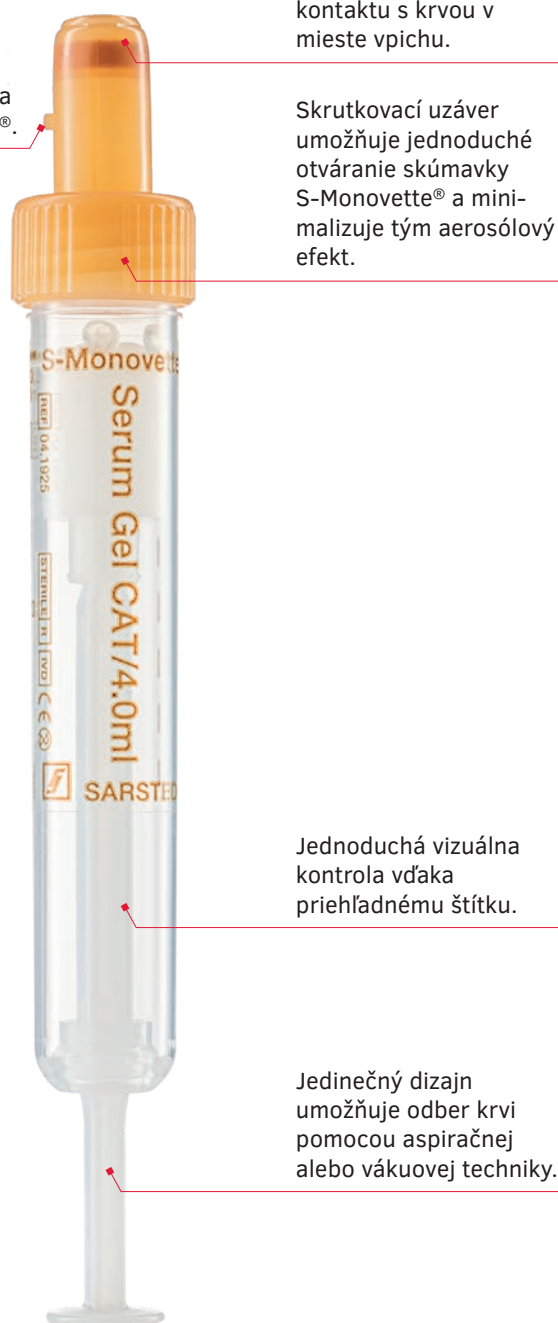 kontaktu s krvou v
mieste vpichu.
a
®.
Skrutkovací uzáver
umožňuje jednoduché
otváranie skúmavky
S-Monovette® a mini-
malizuje tým aerosólový
efekt.
S-Monovette
Serum Gel CAT/4.0ml
REF 04.1925
STERILE R IVD CE
SARSTED
Jednoduchá vizuálna
kontrola vďaka
priehľadnému štítku.
Jedinečný dizajn
umožňuje odber krvi
pomocou aspiračnej
alebo vákuovej techniky.